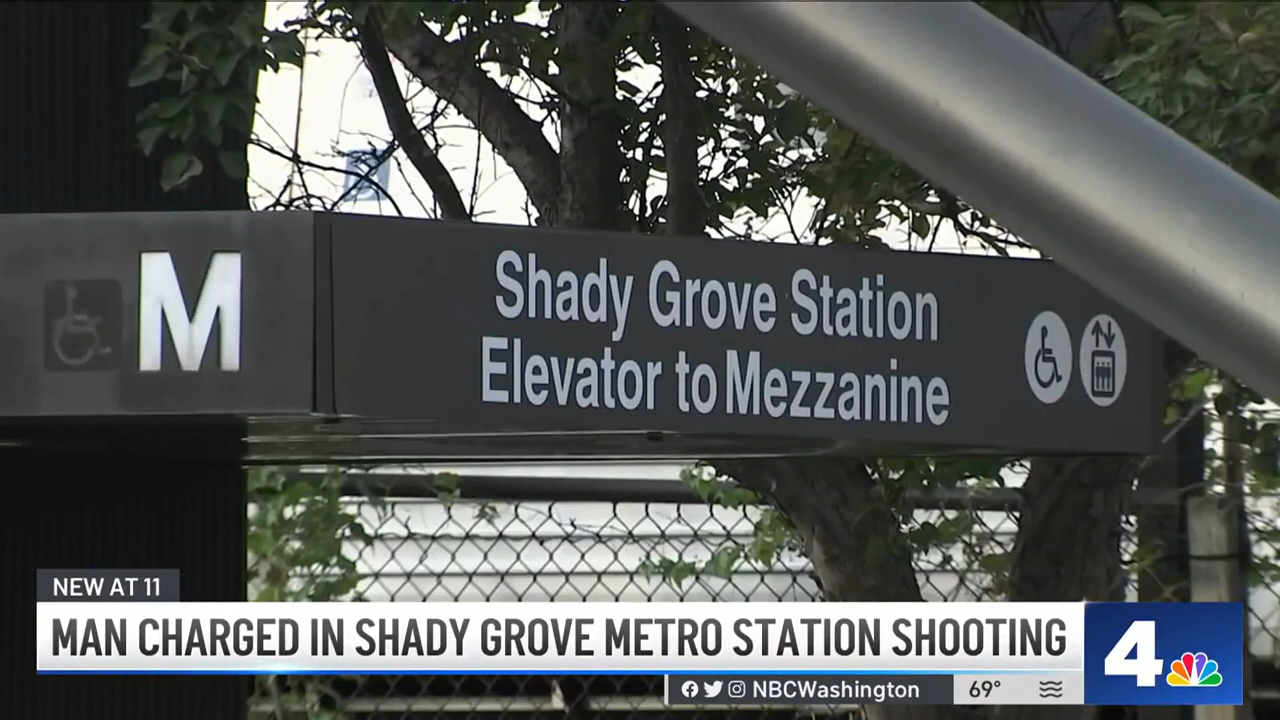 M
Shady Grove Station
Elevator to Mezzanine
NEW AT 11
MAN CHARGED IN SHADY GROVE METRO STATION SHOOTING
4
NBCWashington
69°